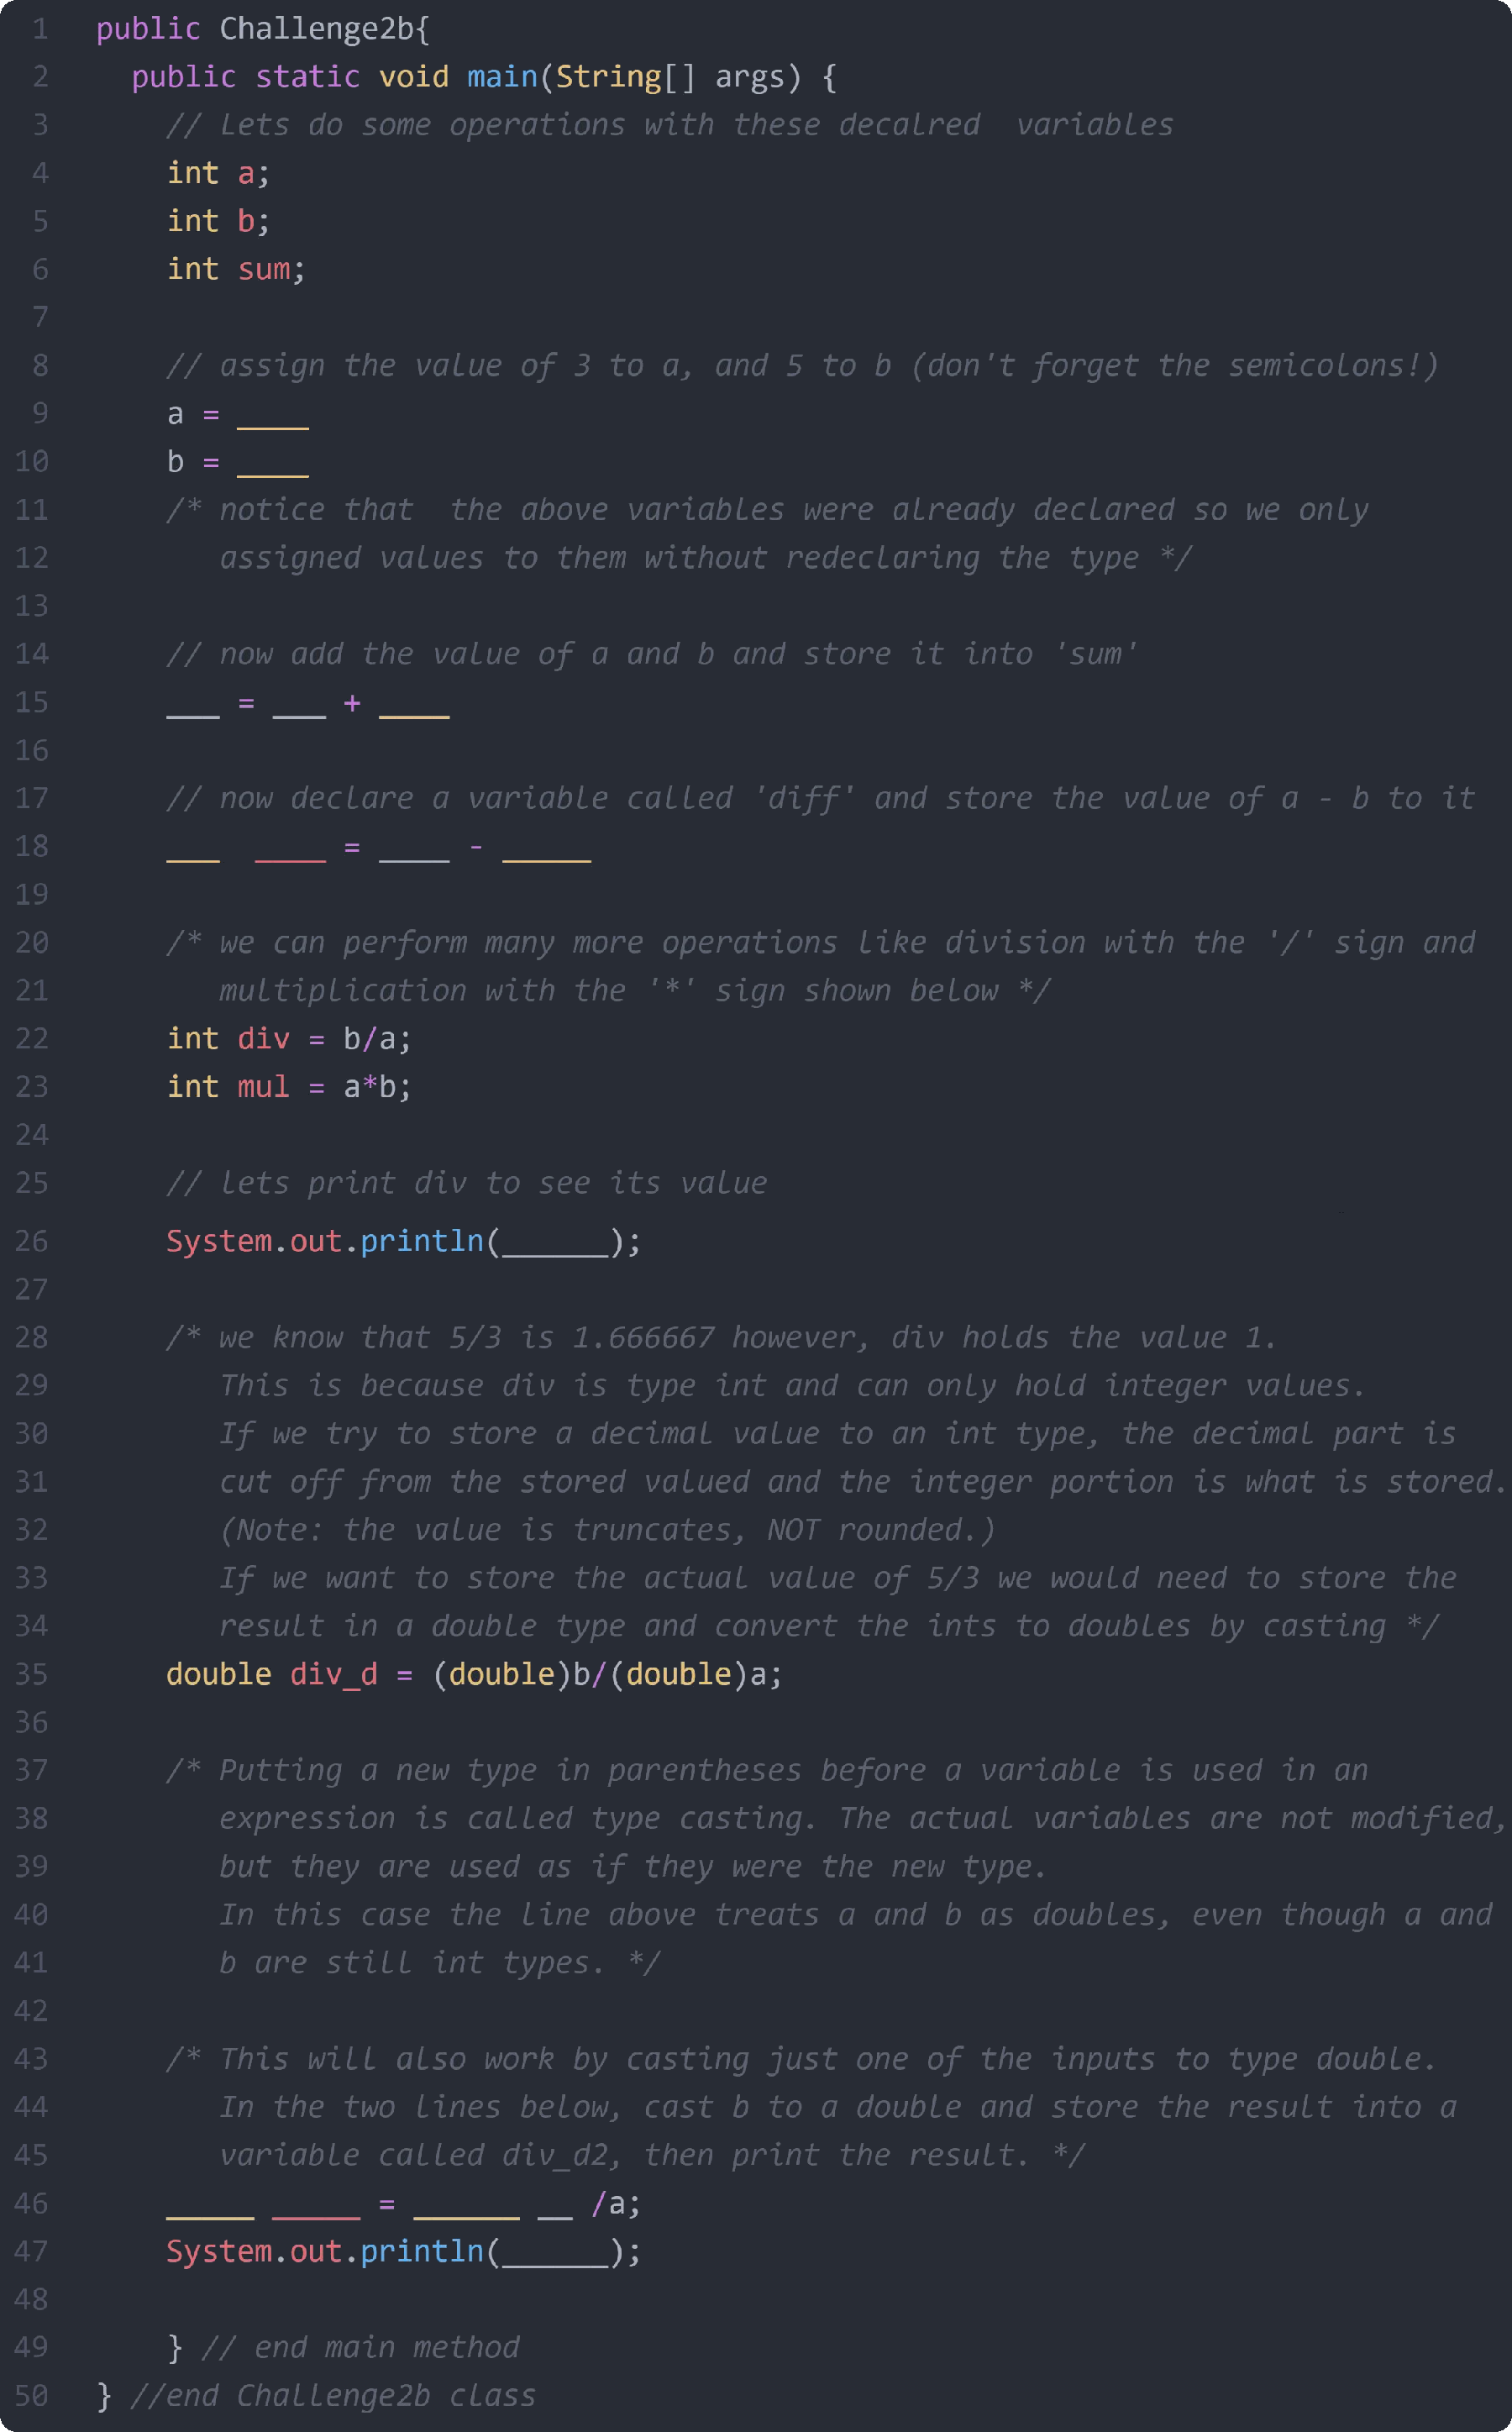 1 public Challenge2b{
2 public static void main(String[] args) {
3 // Lets do some operations with these decalred  variables
4 int a;
5 int b;
6 int sum;
7
8 // assign the value of 3 to a, and 5 to b (don't forget the semicolons!)
9 a = ____
10 b = ____
11 /* notice that  the above variables were already declared so we only
12 assigned values to them without redeclaring the type */
13
14 // now add the value of a and b and store it into 'sum'
15 ___ = ___ + ____
16
17 // now declare a variable called 'diff' and store the value of a - b to it
18 ___  ____ = ____ - _____
19
20 /* we can perform many more operations like division with the '/' sign and
21 multiplication with the '*' sign shown below */
22 int div = b/a;
23 int mul = a*b;
24
25 // lets print div to see its value
26 System.out.println(______);
27
28 /* we know that 5/3 is 1.666667 however, div holds the value 1.
29 This is because div is type int and can only hold integer values.
30 If we try to store a decimal value to an int type, the decimal part is
31 cut off from the stored valued and the integer portion is what is stored.
32 (Note: the value is truncates, NOT rounded.)
33 If we want to store the actual value of 5/3 we would need to store the
34 result in a double type and convert the ints to doubles by casting */
35 double div_d = (double)b/(double)a;
36
37 /* Putting a new type in parentheses before a variable is used in an
38 expression is called type casting. The actual variables are not modified,
39 but they are used as if they were the new type.
40 In this case the line above treats a and b as doubles, even though a and
41 b are still int types. */
42
43 /* This will also work by casting just one of the inputs to type double.
44 In the two lines below, cast b to a double and store the result into a
45 variable called div_d2, then print the result. */
46 _____ _____ = ______ __ /a;
47 System.out.println(______);
48
49 } // end main method
50 } //end Challenge2b class